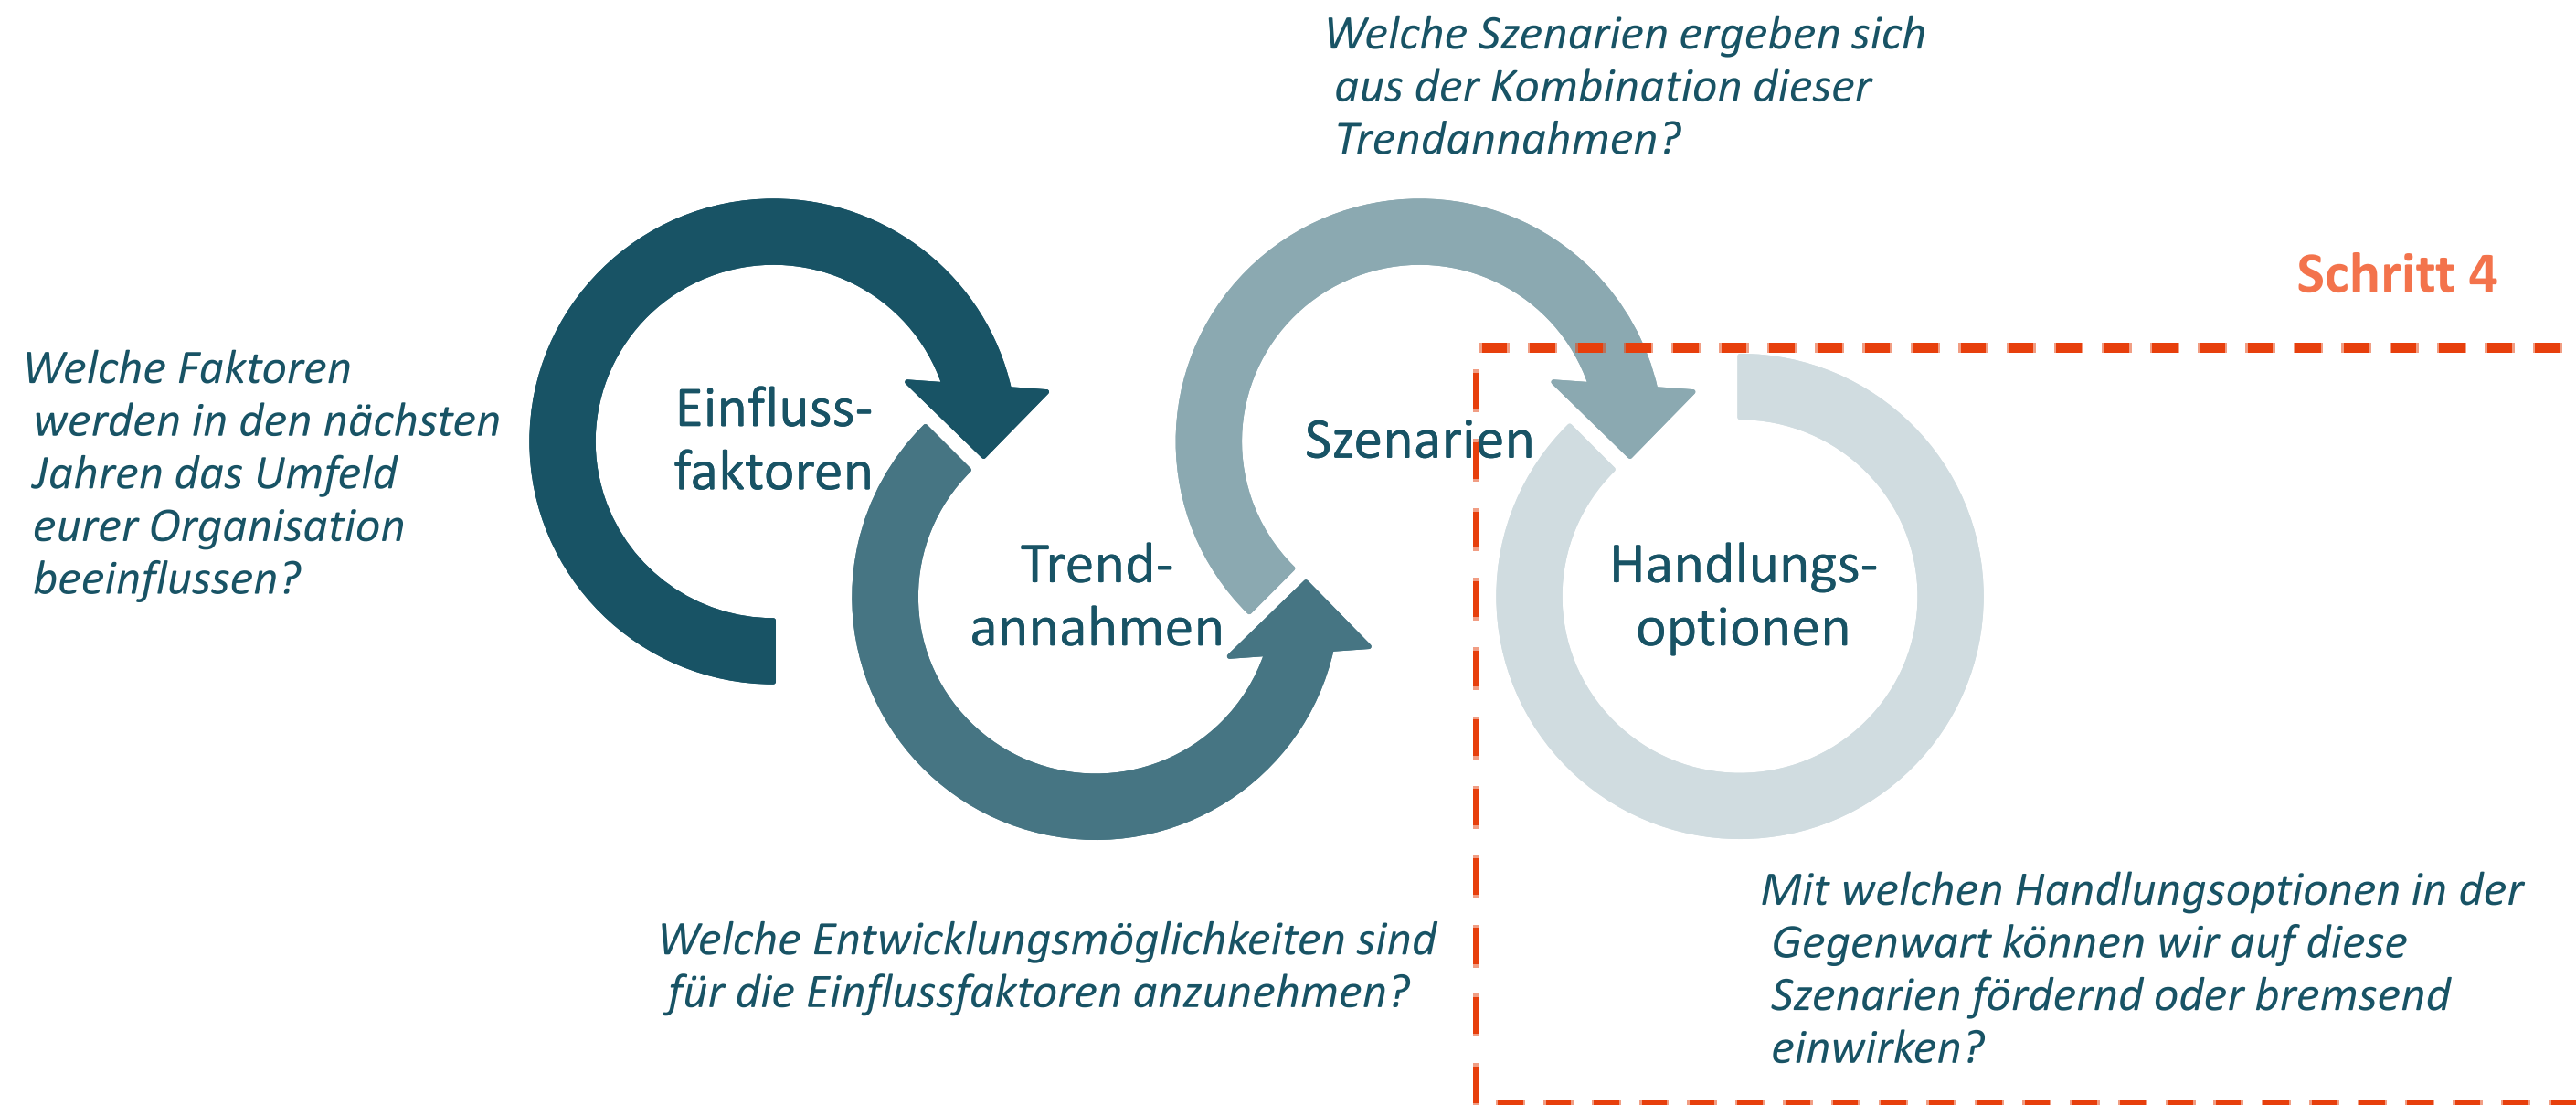 Welche Faktoren
werden in den nächsten
Jahren das Umfeld
eurer Organisation
beeinflussen?
Einfluss-
faktoren
Trend-
annahmen
Welche Entwicklungsmöglichkeiten sind
für die Einflussfaktoren anzunehmen?
Welche Szenarien ergeben sich
aus der Kombination dieser
Trendannahmen?
Szenarien
Schritt 4
Handlungs-
optionen
Mit welchen Handlungsoptionen in der
Gegenwart können wir auf diese
Szenarien fördernd oder bremsend
einwirken?